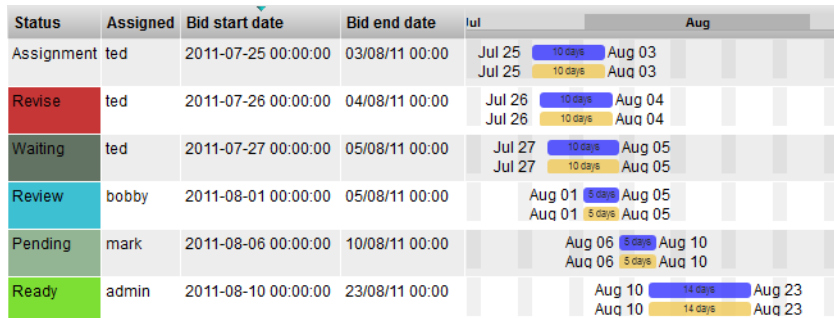 Status Assigned Bid start date Bid end date Jul Aug
Assignment ted 2011-07-25 00:00:00 03/08/11 00:00 Jul 25 10 days Aug 03
Jul 25 10 days Aug 03
Revise ted 2011-07-26 00:00:00 04/08/11 00:00 Jul 26 10 days Aug 04
Jul 26 10 days Aug 04
Waiting ted 2011-07-27 00:00:00 05/08/11 00:00 Jul 27 10 days Aug 05
Jul 27 10 days Aug 05
Review bobby 2011-08-01 00:00:00 05/08/11 00:00 Aug 01 5 days Aug 05
Aug 01 5 days Aug 05
Pending mark 2011-08-06 00:00:00 10/08/11 00:00 Aug 06 5 days Aug 10
Aug 06 5 days Aug 10
Ready admin 2011-08-10 00:00:00 23/08/11 00:00 Aug 10 14 days Aug 23
Aug 10 14 days Aug 23